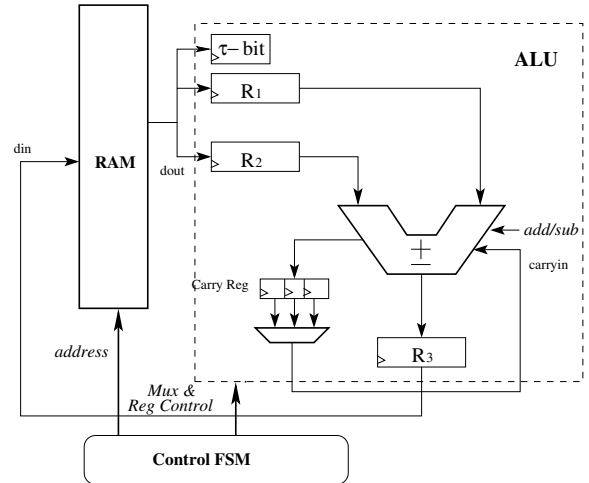 τ– bit
ALU
R1
din
RAM
R2
dout
add/sub
±
carryin
Carry Reg
address
R3
Mux &
Reg Control
Control FSM